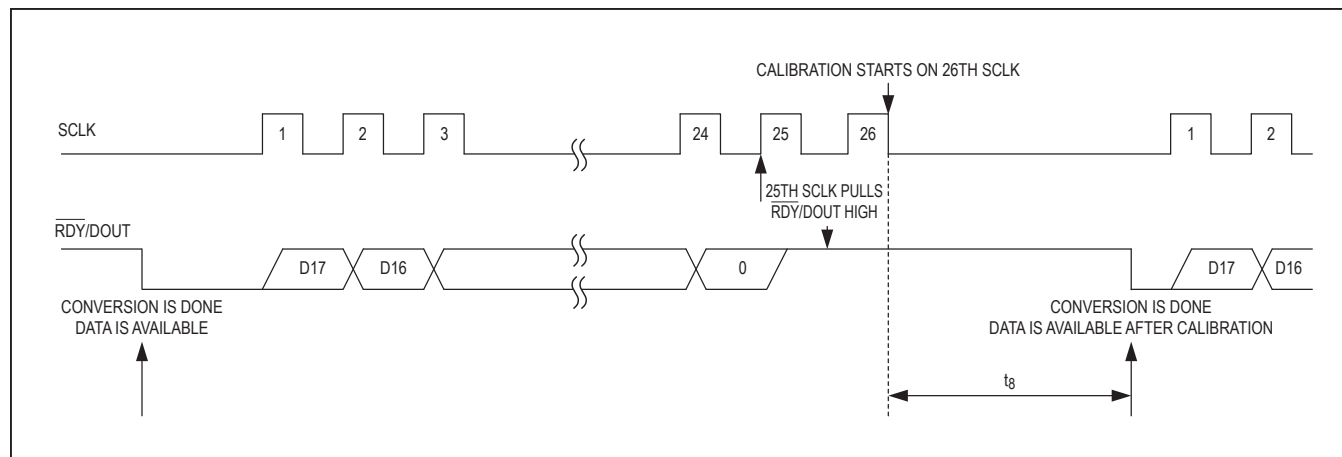 CALIBRATION STARTS ON 26TH SCLK
SCLK
1
2
3
24
25
26
1
2
25TH SCLK PULLS
RDY/DOUT HIGH
RDY/DOUT
D17
D16
0
D17
D16
CONVERSION IS DONE
DATA IS AVAILABLE
CONVERSION IS DONE
DATA IS AVAILABLE AFTER CALIBRATION
t8